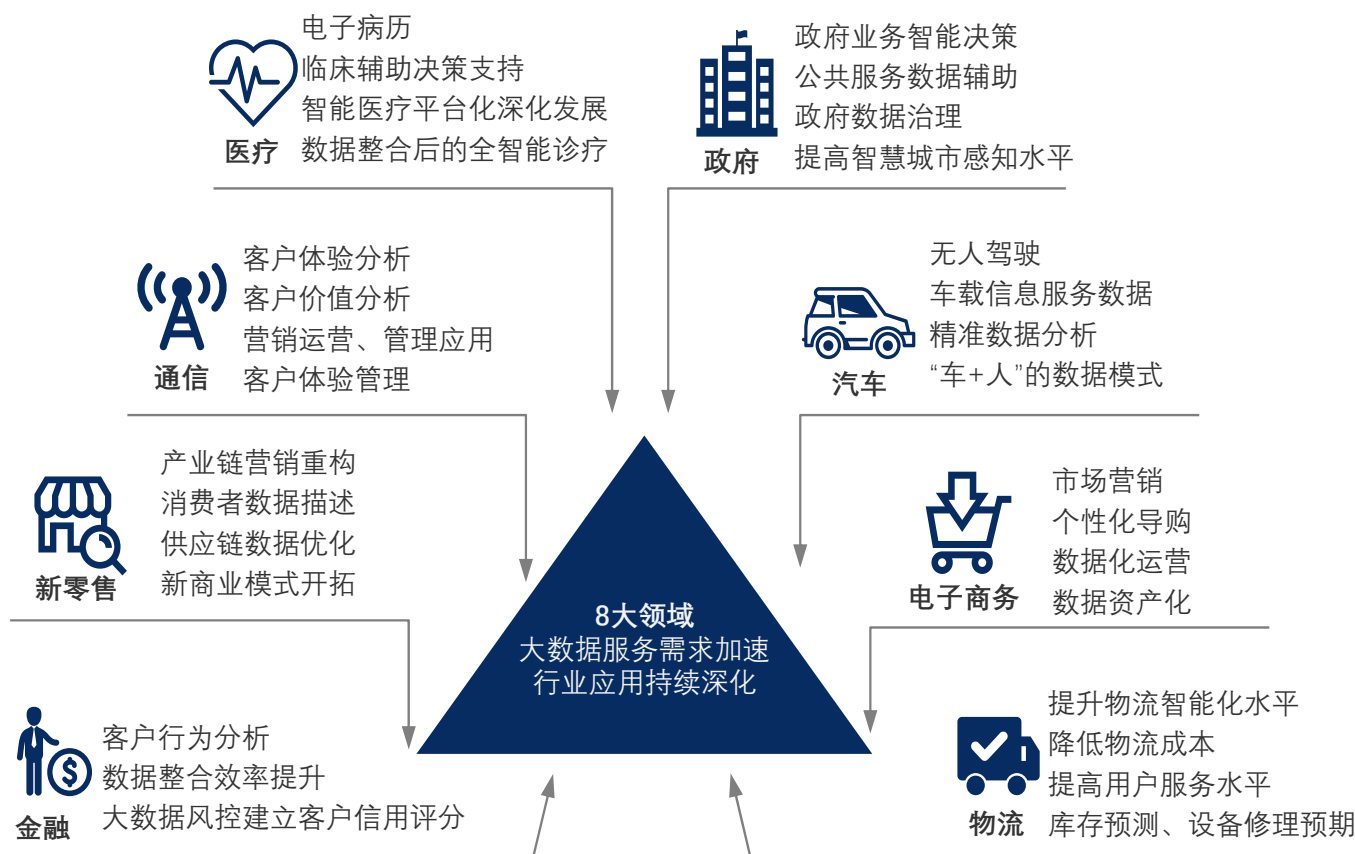 电子病历
临床辅助决策支持
智能医疗平台化深化发展
数据整合后的全智能诊疗
医疗
政府业务智能决策
公共服务数据辅助
政府数据治理
提高智慧城市感知水平
政府
客户体验分析
客户价值分析
营销运营、管理应用
客户体验管理
通信
无人驾驶
车载信息服务数据
精准数据分析
“车+人”的数据模式
汽车
产业链营销重构
消费者数据描述
供应链数据优化
新商业模式开拓
新零售
市场营销
个性化导购
数据化运营
数据资产化
电子商务
8大领域
大数据服务需求加速
行业应用持续深化
客户行为分析
数据整合效率提升
大数据风控建立客户信用评分
金融
$
提升物流智能化水平
降低物流成本
提高用户服务水平
库存预测、设备修理预期
物流